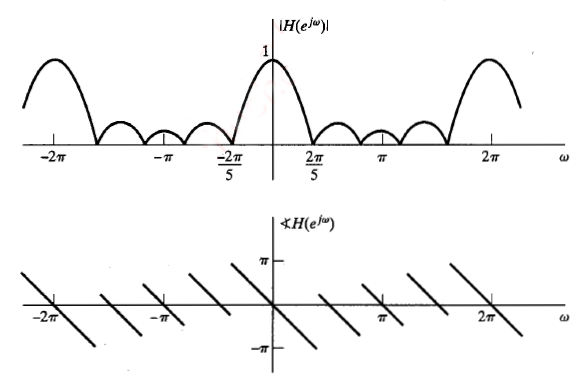 |H(e^{jω})|
1
−2π −π −2π/5 2π/5 π 2π ω
∢H(e^{jω})
π
−2π −π π 2π ω
−π